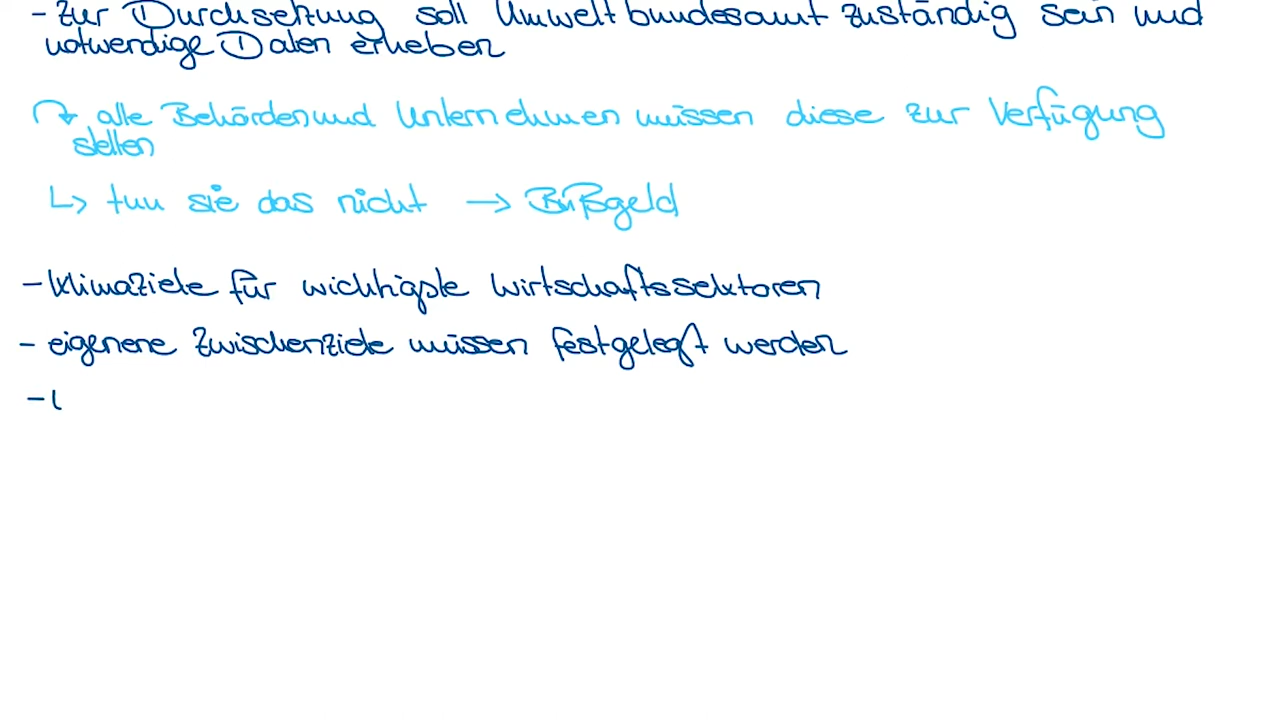 - Zur Durchsetzung soll Umweltbundesamt zuständig sein und
notwendige Daten erheben
↷ alle Behörden und Unternehmen müssen diese zur Verfügung
stellen
↳ tun sie das nicht → Bußgeld
- Klimaziele für wichtigste Wirtschaftssektoren
- eigenene Zwischenziele müssen festgelegt werden
-